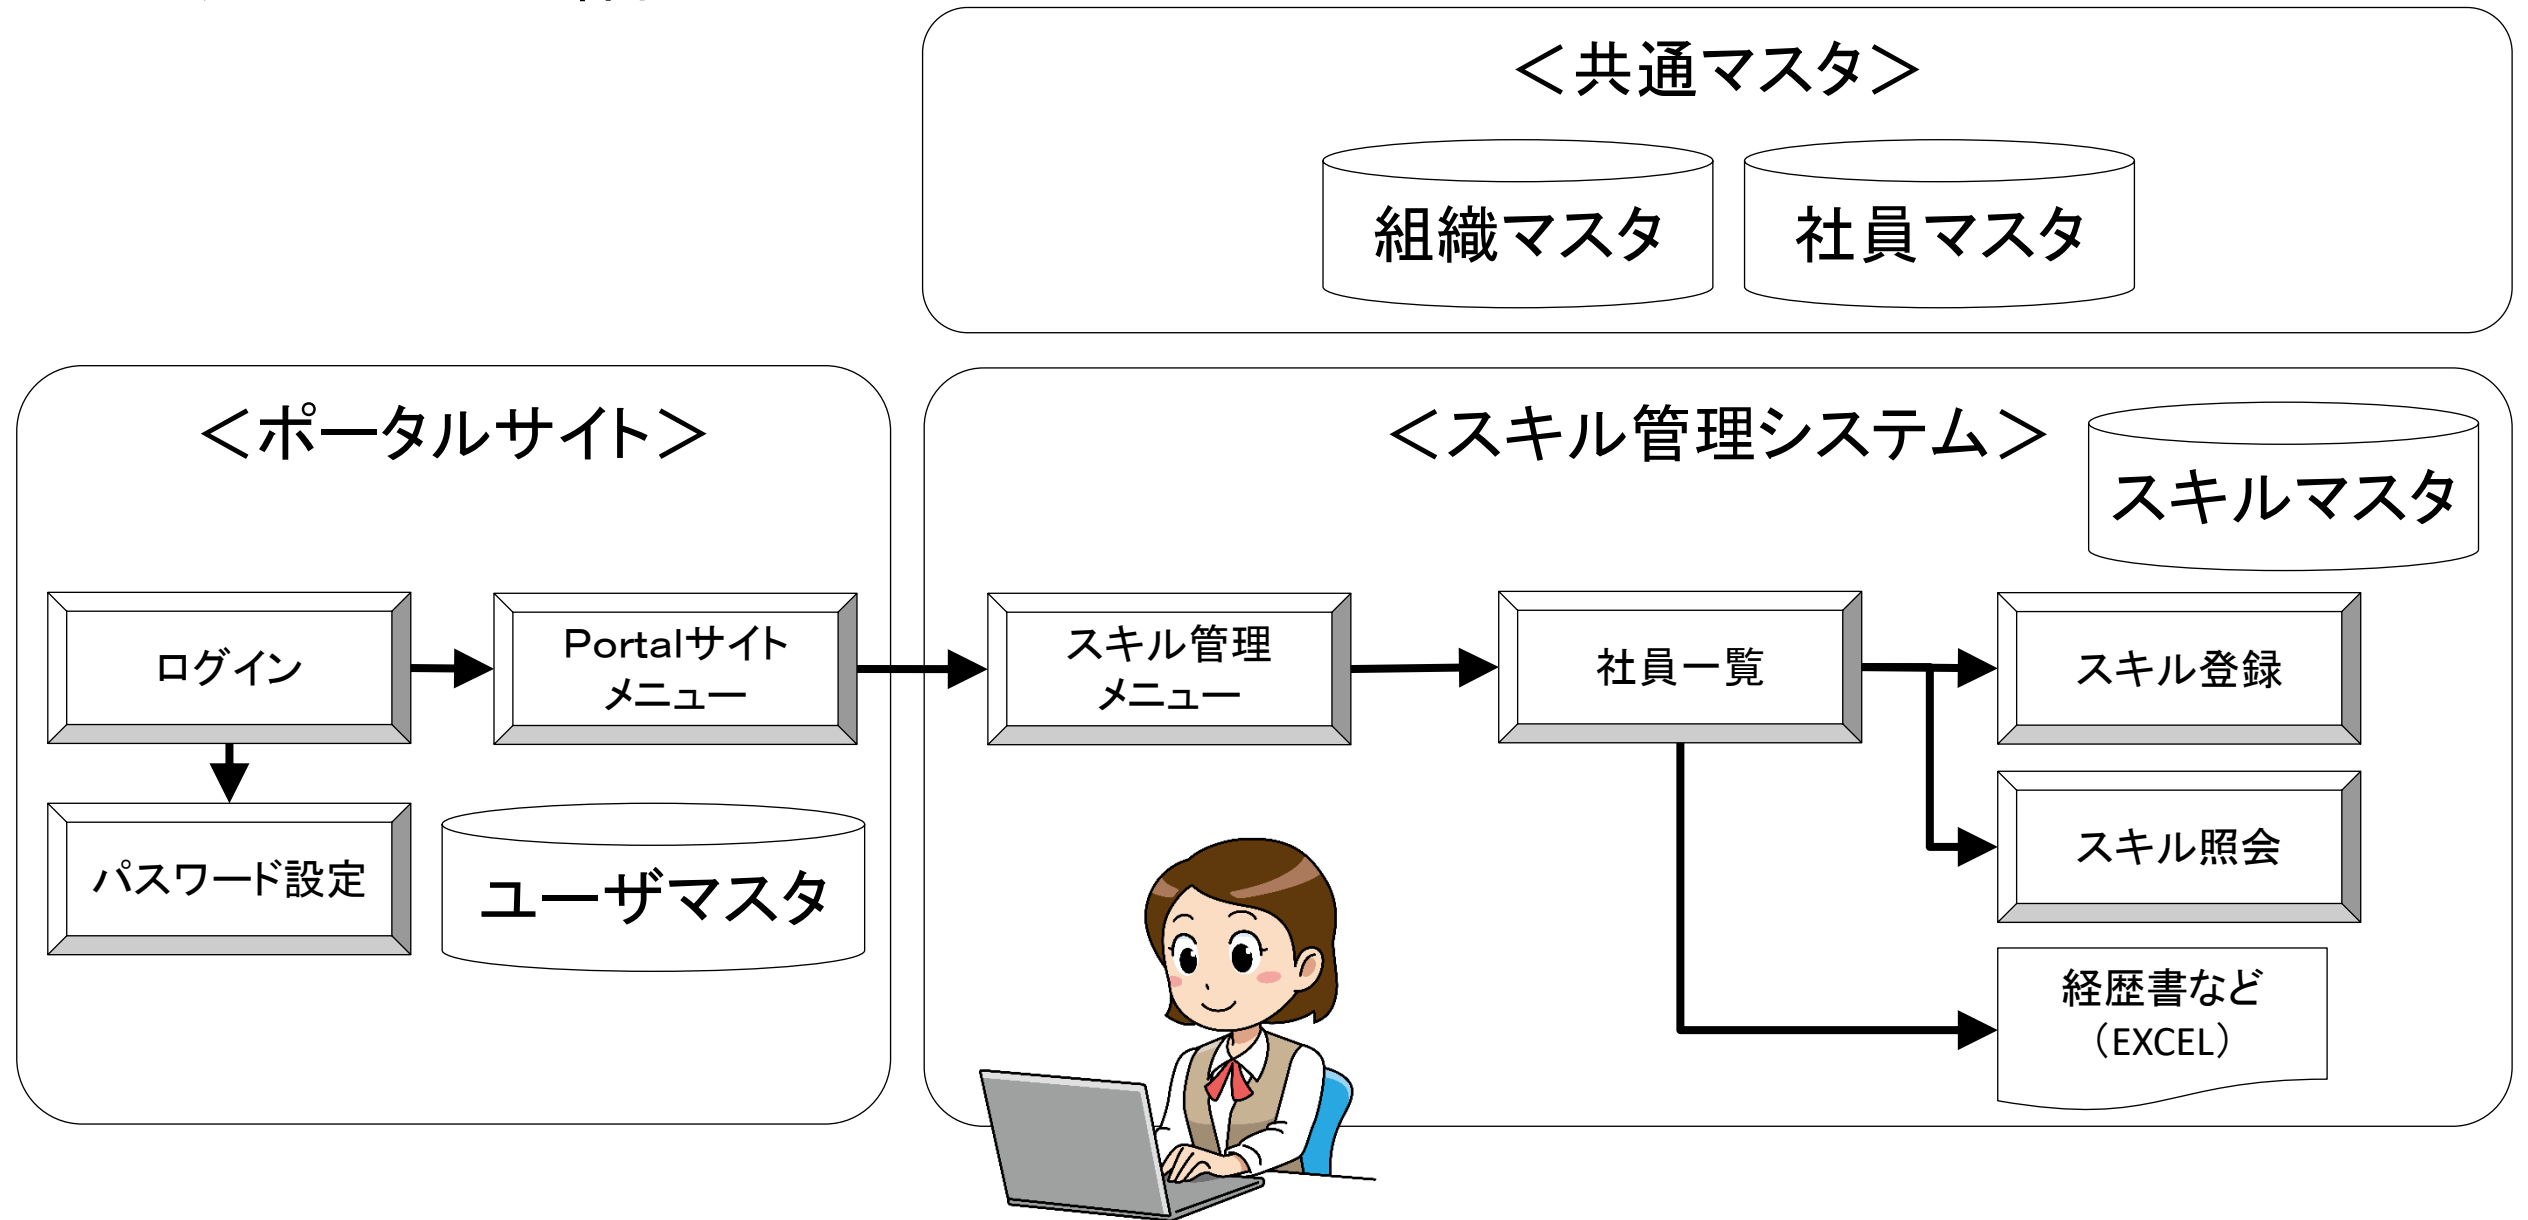 ＜共通マスタ＞
組織マスタ
社員マスタ
＜ポータルサイト＞
＜スキル管理システム＞
スキルマスタ
ログイン
Portalサイト
メニュー
スキル管理
メニュー
社員一覧
スキル登録
パスワード設定
ユーザマスタ
スキル照会
経歴書など
（EXCEL）